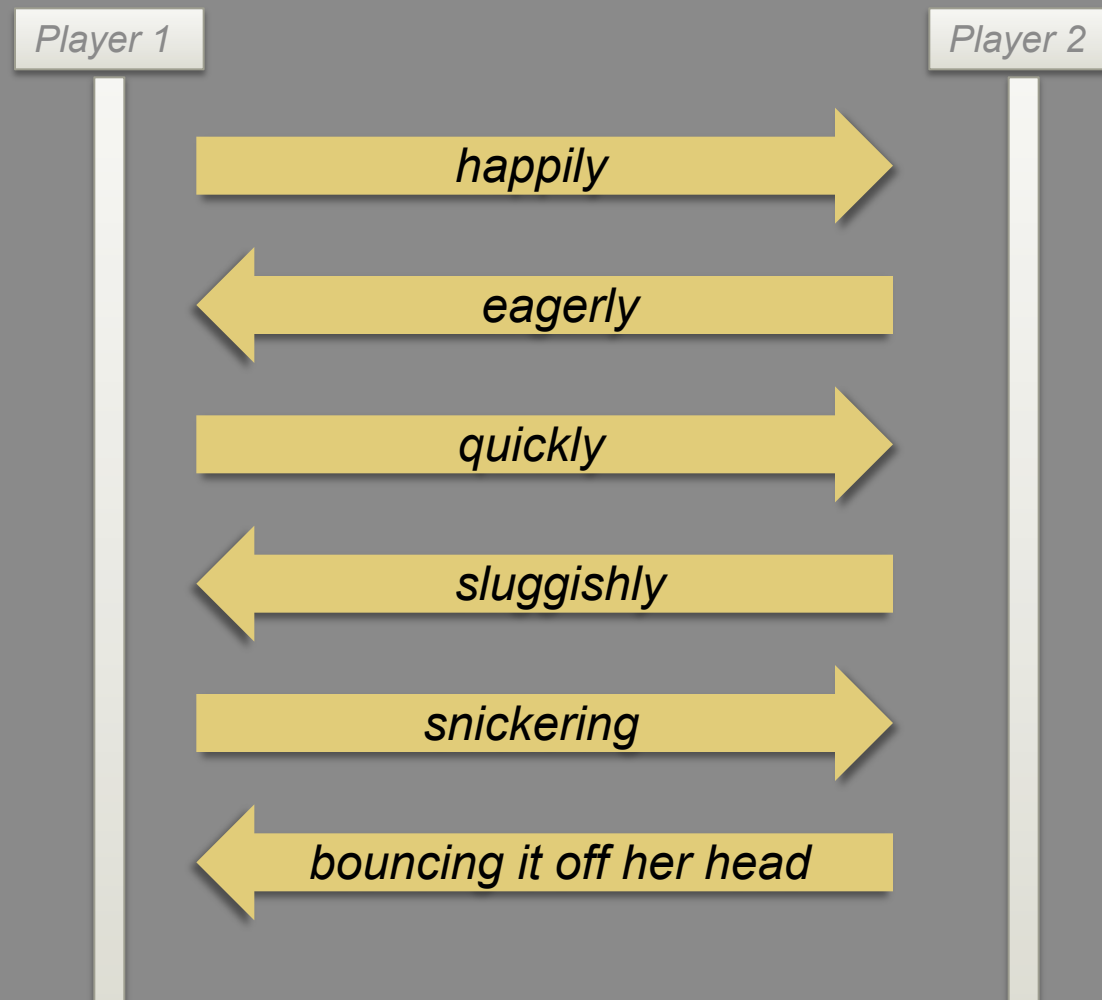 Player 1
Player 2
happily
eagerly
quickly
sluggishly
snickering
bouncing it off her head